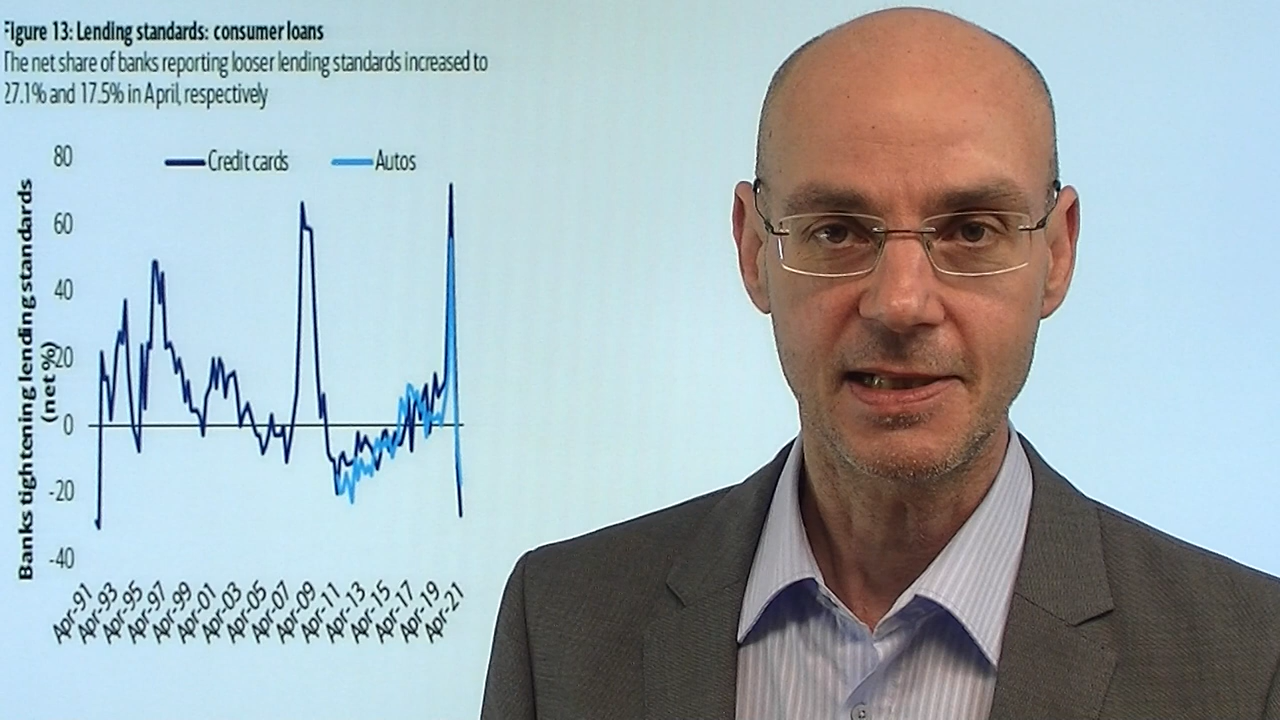 Figure 13: Lending standards: consumer loans
The net share of banks reporting looser lending standards increased to
27.1% and 17.5% in April, respectively
Credit cards
Autos
Banks tightening lending standards
(net %)
80
60
40
20
0
-20
-40
Apr-91
Apr-93
Apr-95
Apr-97
Apr-99
Apr-01
Apr-03
Apr-05
Apr-07
Apr-09
Apr-11
Apr-13
Apr-15
Apr-17
Apr-19
Apr-21